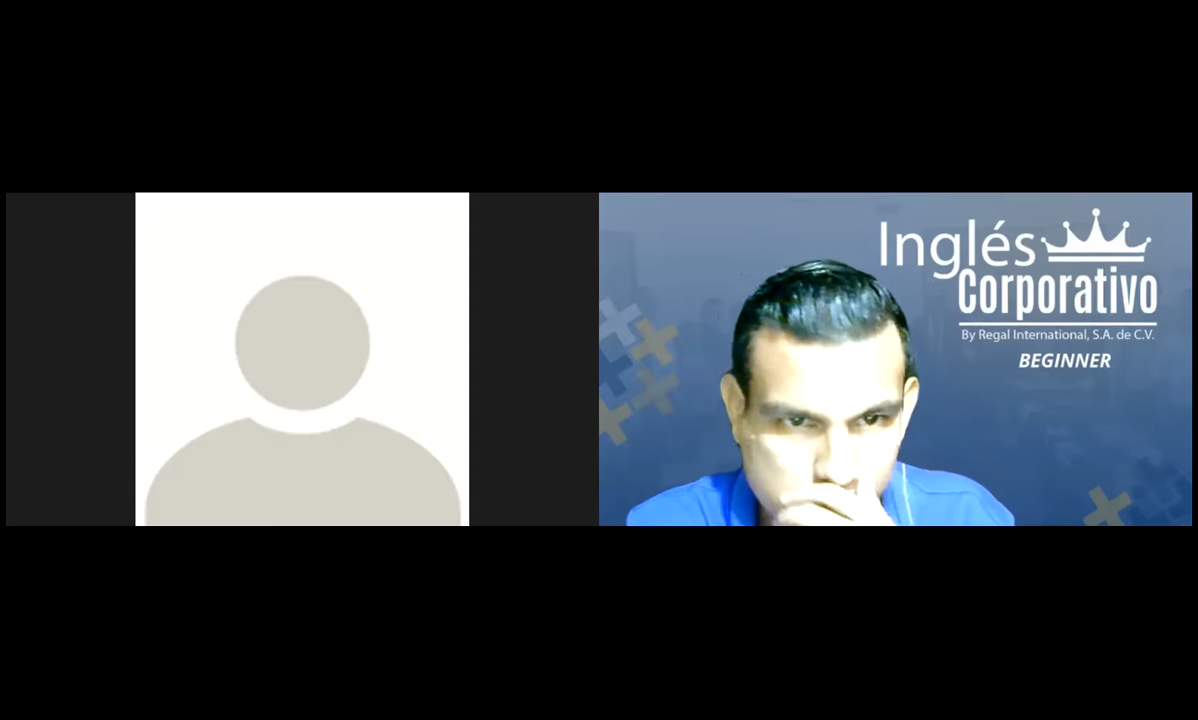 Inglés
Corporativo
By Regal International, S.A. de C.V.
BEGINNER